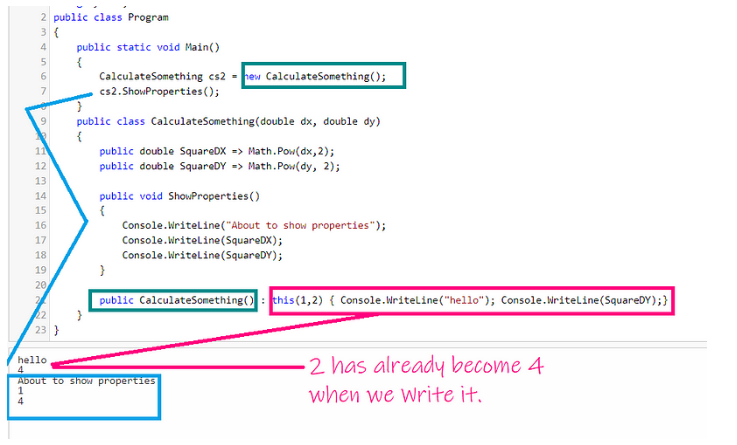 2 public class Program
3 {
4 public static void Main()
5 {
6 CalculateSomething cs2 = new CalculateSomething();
7 cs2.ShowProperties();
8 }
9 public class CalculateSomething(double dx, double dy)
10 {
11 public double SquareDX => Math.Pow(dx,2);
12 public double SquareDY => Math.Pow(dy, 2);
13
14 public void ShowProperties()
15 {
16 Console.WriteLine("About to show properties");
17 Console.WriteLine(SquareDX);
18 Console.WriteLine(SquareDY);
19 }
20
21 public CalculateSomething() : this(1,2) { Console.WriteLine("hello"); Console.WriteLine(SquareDY);}
22 }
23 }
hello
4
About to show properties
1
4
2 has already become 4
when we write it.